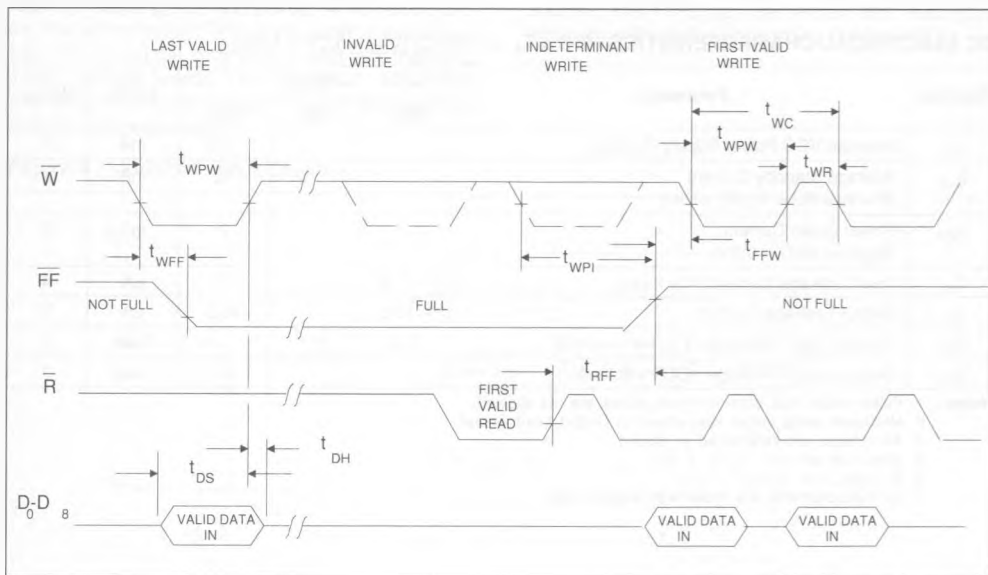 LAST VALID
WRITE
INVALID
WRITE
INDETERMINANT
WRITE
FIRST VALID
WRITE
t WC
t WPW
t WPW
t WR
W
t WFF
t WPI
t FFW
FF
NOT FULL
FULL
NOT FULL
t RFF
R
FIRST
VALID
READ
t DH
t DS
D0-D8
VALID DATA
IN
VALID DATA
IN
VALID DATA
IN